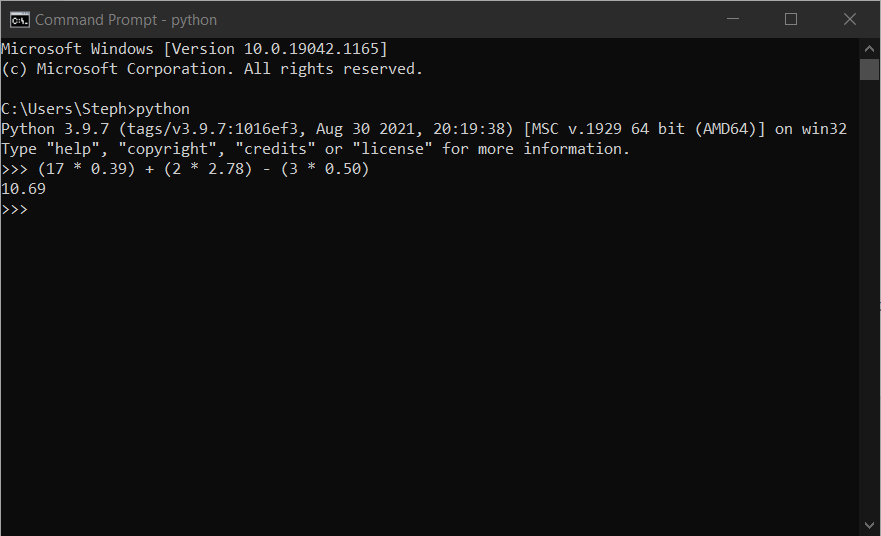 Command Prompt - python
Microsoft Windows [Version 10.0.19042.1165]
(c) Microsoft Corporation. All rights reserved.
C:\Users\Steph>python
Python 3.9.7 (tags/v3.9.7:1016ef3, Aug 30 2021, 20:19:38) [MSC v.1929 64 bit (AMD64)] on win32
Type "help", "copyright", "credits" or "license" for more information.
>>> (17 * 0.39) + (2 * 2.78) - (3 * 0.50)
10.69
>>>